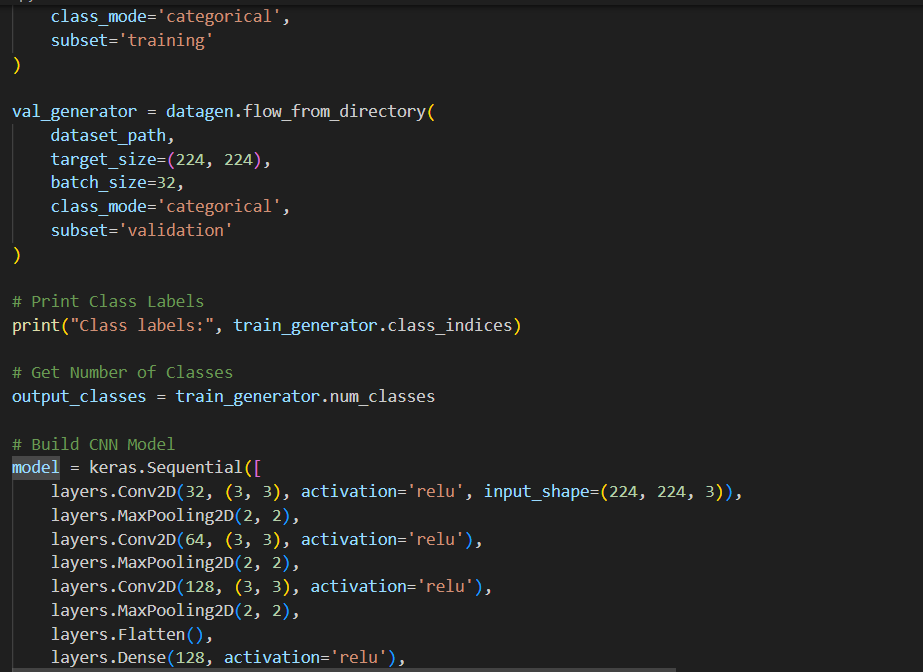 class_mode='categorical',
    subset='training'
)

val_generator = datagen.flow_from_directory(
    dataset_path,
    target_size=(224, 224),
    batch_size=32,
    class_mode='categorical',
    subset='validation'
)

# Print Class Labels
print("Class labels:", train_generator.class_indices)

# Get Number of Classes
output_classes = train_generator.num_classes

# Build CNN Model
model = keras.Sequential([
    layers.Conv2D(32, (3, 3), activation='relu', input_shape=(224, 224, 3)),
    layers.MaxPooling2D(2, 2),
    layers.Conv2D(64, (3, 3), activation='relu'),
    layers.MaxPooling2D(2, 2),
    layers.Conv2D(128, (3, 3), activation='relu'),
    layers.MaxPooling2D(2, 2),
    layers.Flatten(),
    layers.Dense(128, activation='relu'),